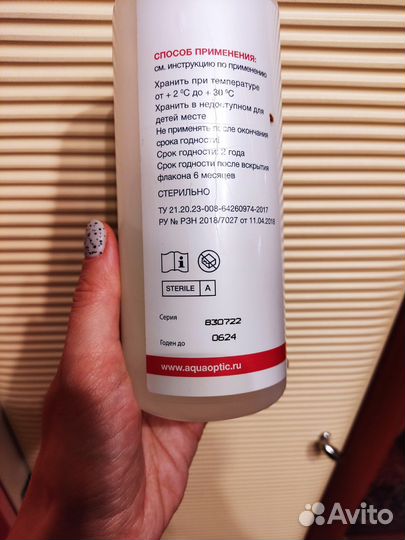 СПОСОБ ПРИМЕНЕНИЯ:
см. инструкцию по применению
Хранить при температуре
от + 2 ºС до + 30 ºС
Хранить в недоступном для
детей месте
Не применять после окончания
срока годности!
Срок годности: 2 года
Срок годности после вскрытия
флакона 6 месяцев
СТЕРИЛЬНО
ТУ 21.20.23-008-64260974-2017
РУ № РЗН 2018/7027 от 11.04.2018
i
STERILE A
Серия 830722
Годен до 0624
www.aquaoptic.ru
Avito